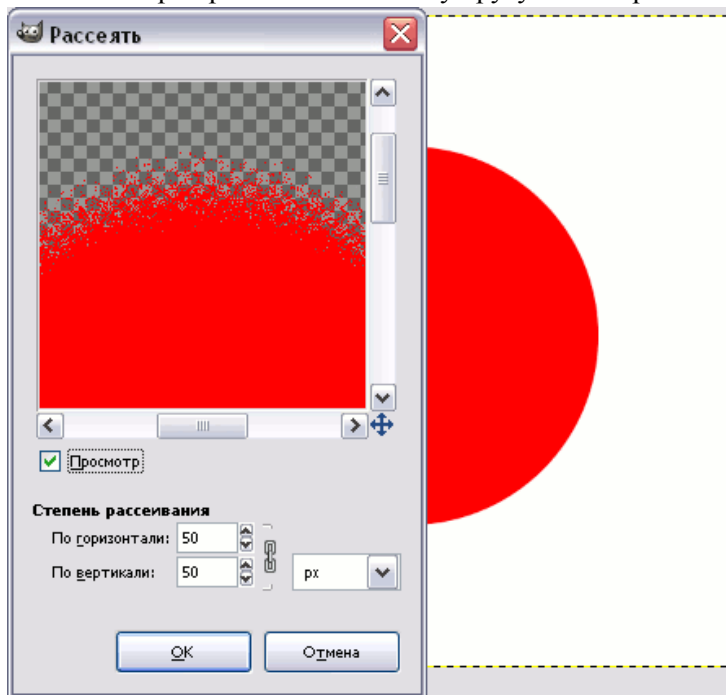 Рассеять
Просмотр
Степень рассеивания
По горизонтали: 50
По вертикали: 50 px
OK Отмена